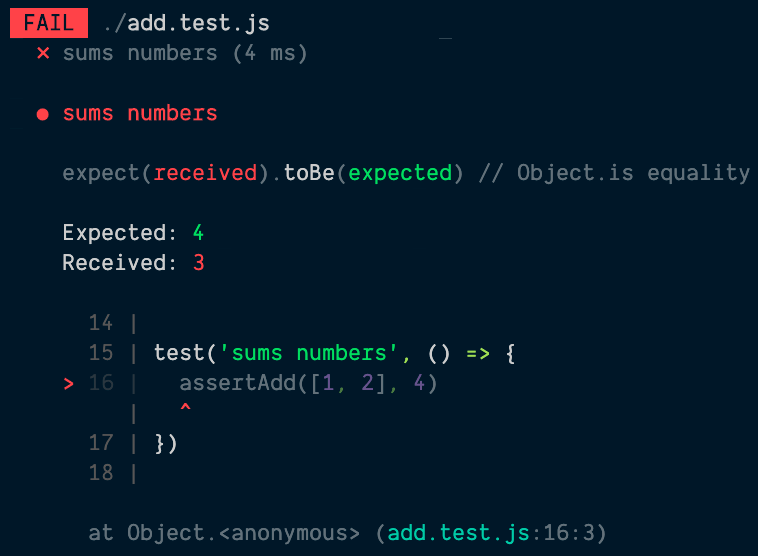 FAIL ./add.test.js
✕ sums numbers (4 ms)
● sums numbers
expect(received).toBe(expected) // Object.is equality
Expected: 4
Received: 3
14 |
15 | test('sums numbers', () => {
> 16 |   assertAdd([1, 2], 4)
|   ^
17 | })
18 |
at Object.<anonymous> (add.test.js:16:3)